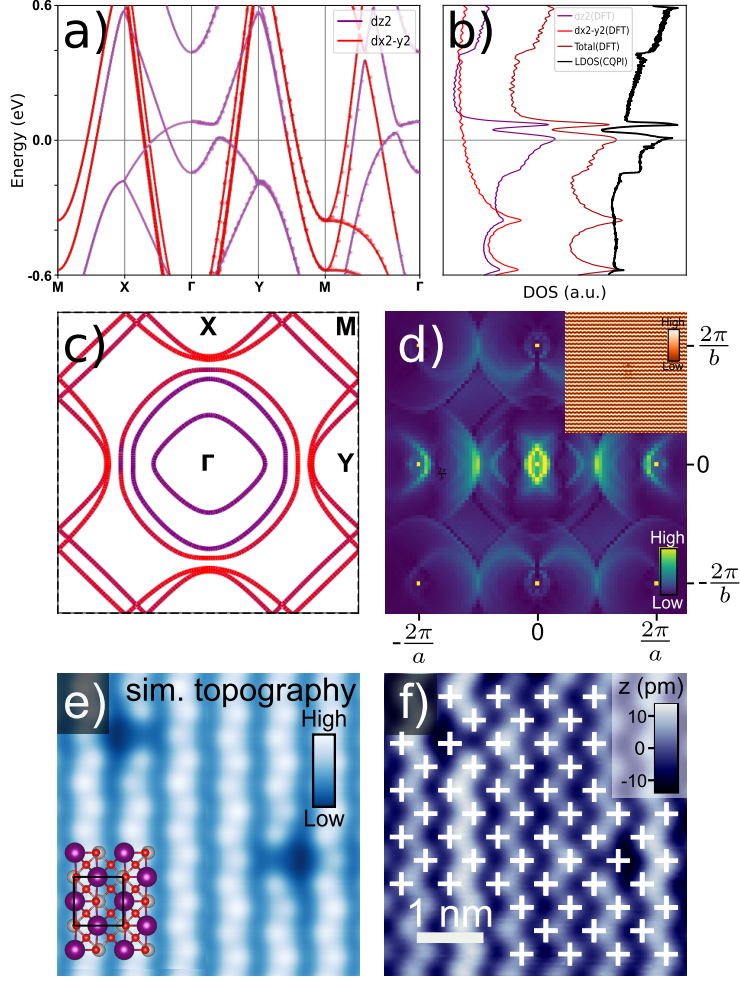 a)
dz2
dx2-y2
0.6
0.0
-0.6
Energy (eV)
M X Γ Y M Γ
b)
dz2(DFT)
dx2-y2(DFT)
Total(DFT)
LDOS(CQPI)
DOS (a.u.)
c)
X
M
Γ
Y
d)
High
Low
High
Low
2π/b
0
-2π/b
-2π/a
0
2π/a
e)
sim. topography
High
Low
f)
z (pm)
10
0
-10
1 nm